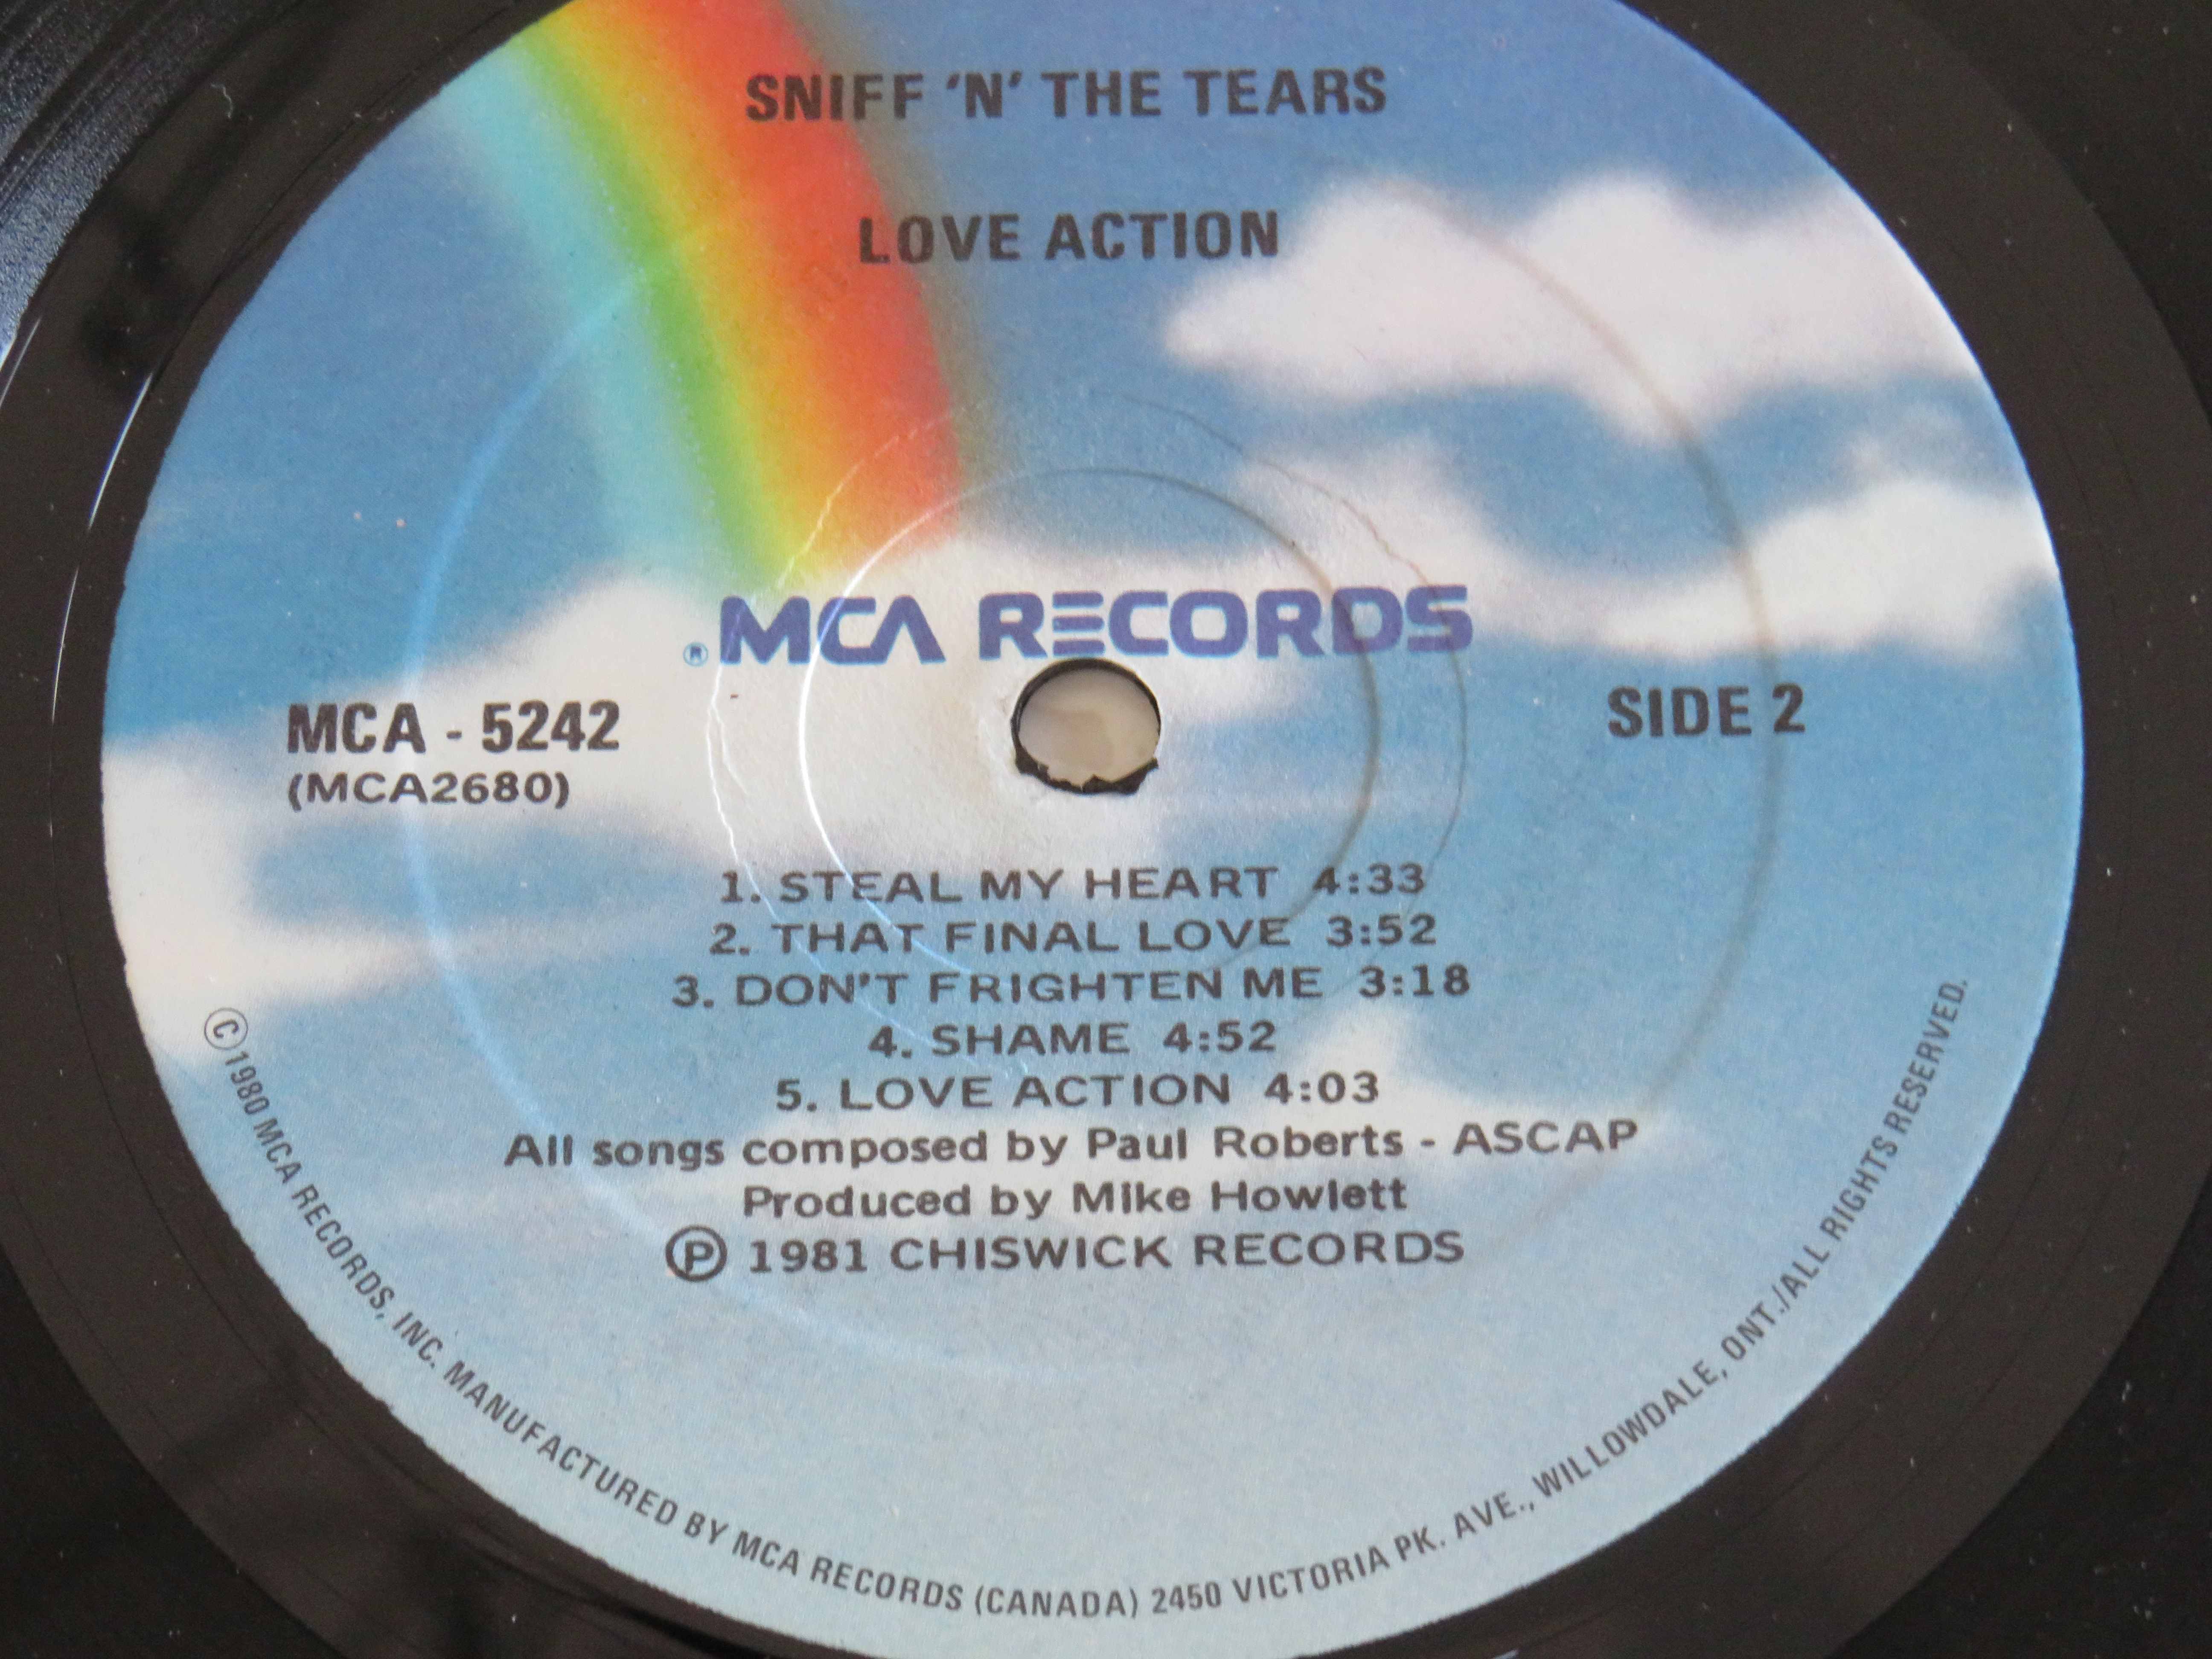 SNIFF 'N' THE TEARS
LOVE ACTION
® MCA RECORDS
MCA - 5242
(MCA2680)
SIDE 2
1. STEAL MY HEART 4:33
2. THAT FINAL LOVE 3:52
3. DON'T FRIGHTEN ME 3:18
4. SHAME 4:52
5. LOVE ACTION 4:03
All songs composed by Paul Roberts - ASCAP
Produced by Mike Howlett
Ⓟ 1981 CHISWICK RECORDS
©1980 MCA RECORDS, INC. MANUFACTURED BY MCA RECORDS (CANADA) 2450 VICTORIA PK. AVE., WILLOWDALE, ONT./ALL RIGHTS RESERVED.